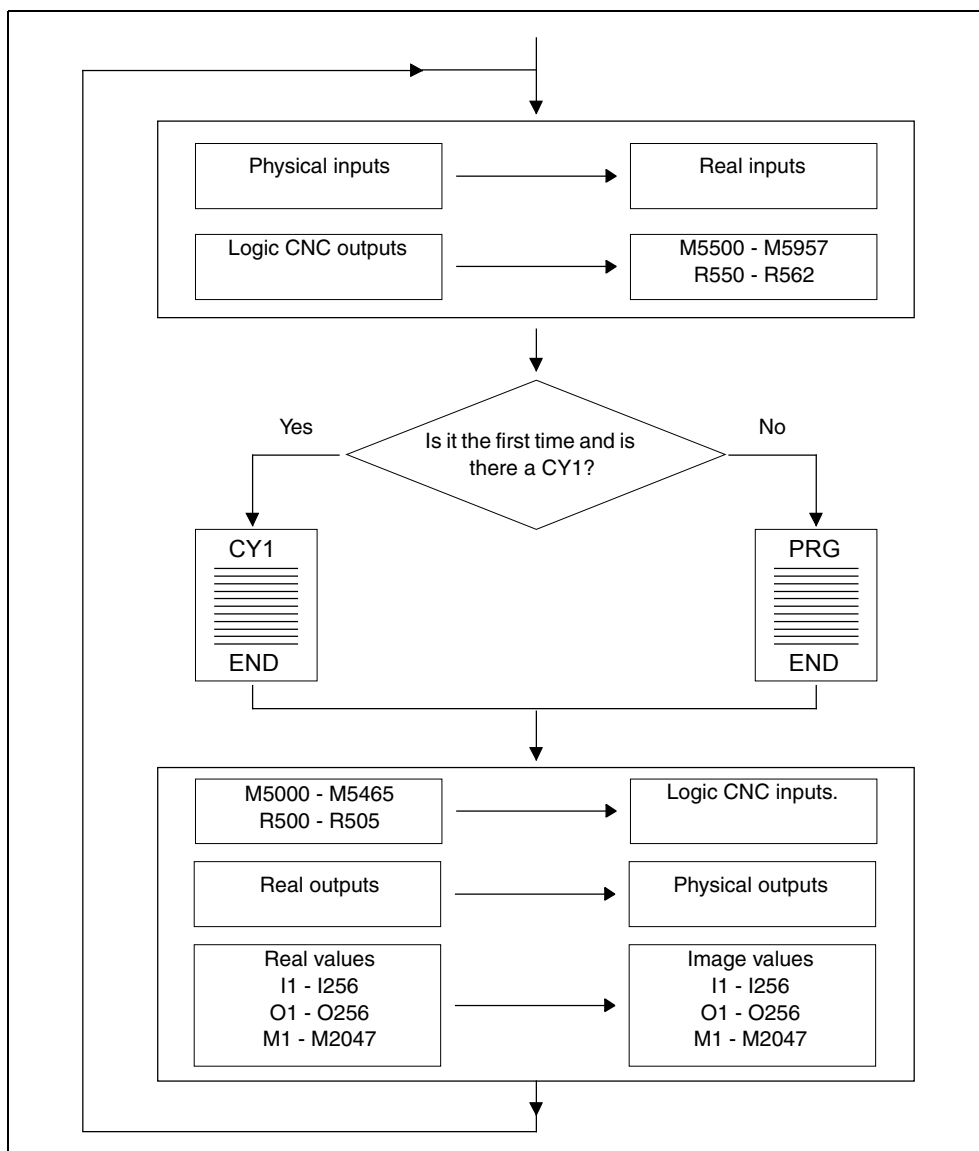 Physical inputs
Real inputs
Logic CNC outputs
M5500 - M5957
R550 - R562
Yes
No
Is it the first time and is
there a CY1?
CY1
END
PRG
END
M5000 - M5465
R500 - R505
Logic CNC inputs.
Real outputs
Physical outputs
Real values
I1 - I256
O1 - O256
M1 - M2047
Image values
I1 - I256
O1 - O256
M1 - M2047